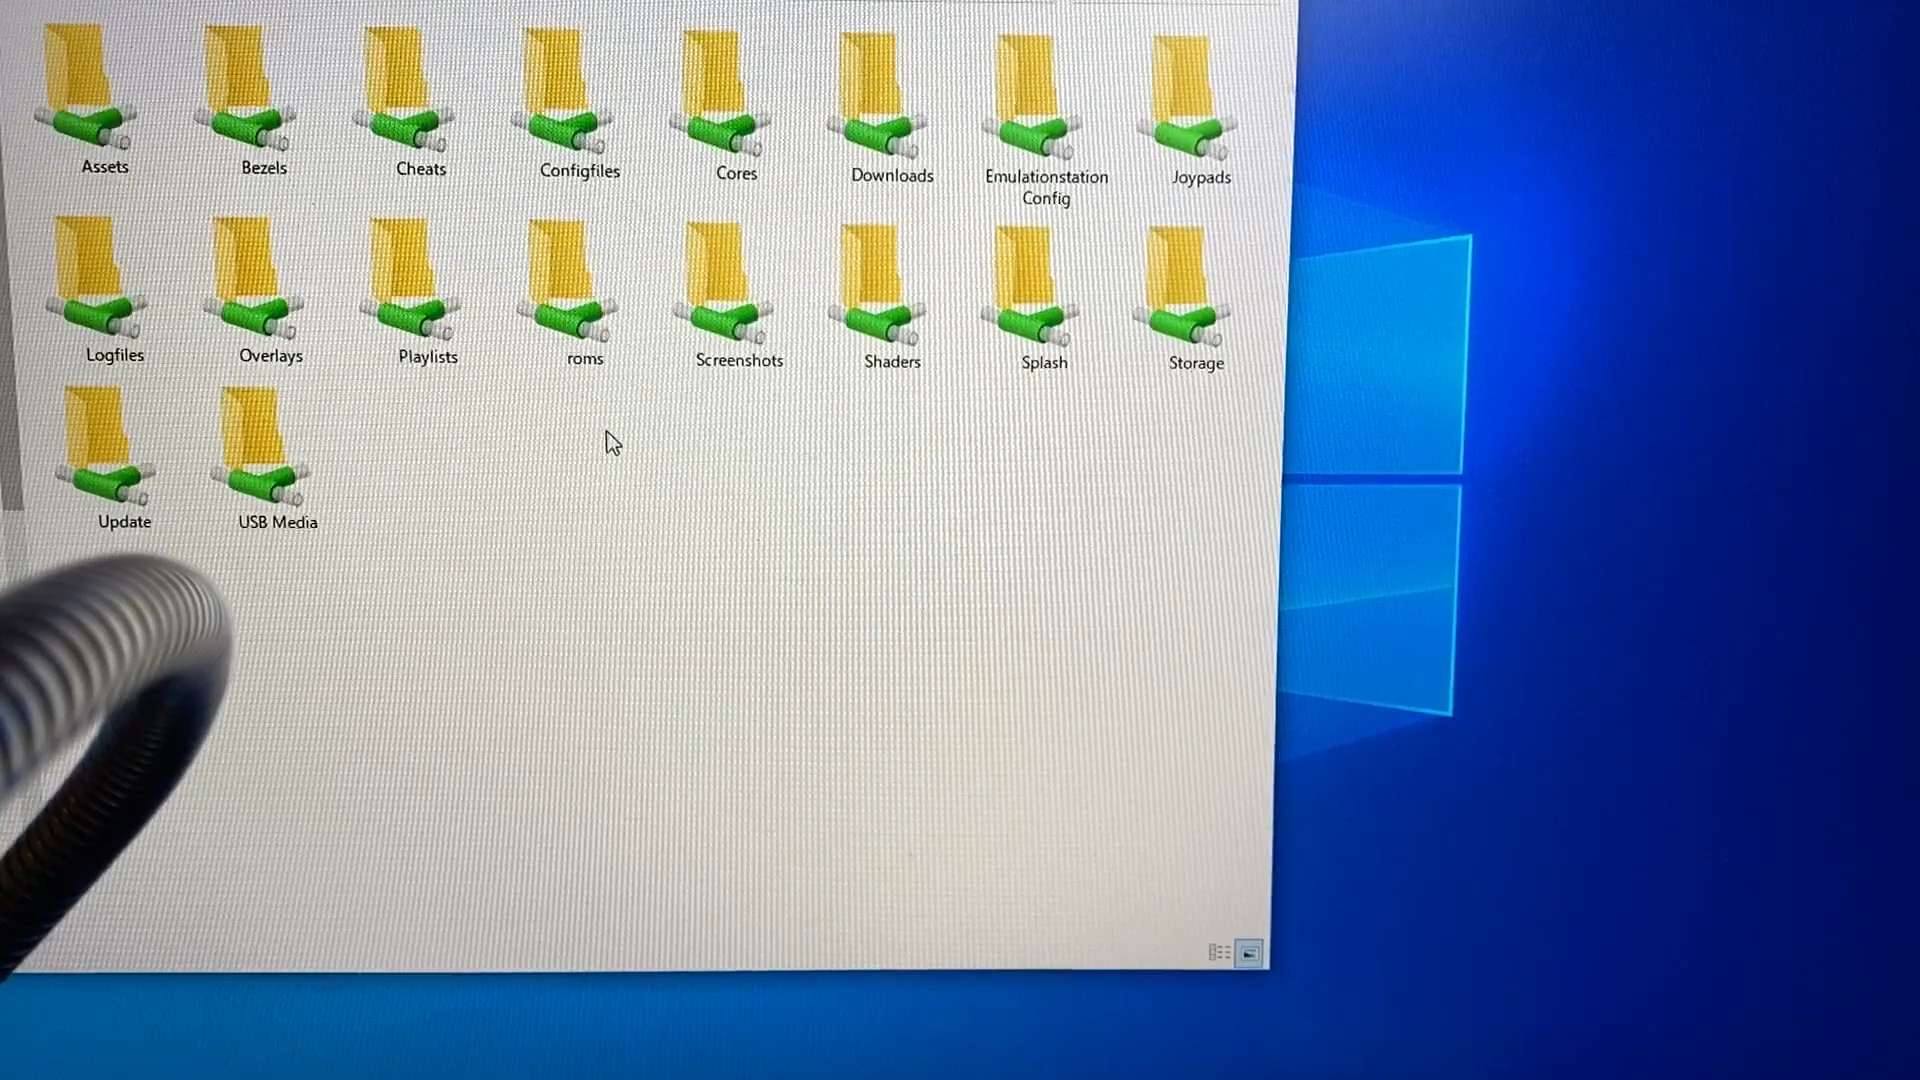 Assets
Bezels
Cheats
Configfiles
Cores
Downloads
Emulationstation
Config
Joypads
Logfiles
Overlays
Playlists
roms
Screenshots
Shaders
Splash
Storage
Update
USB Media